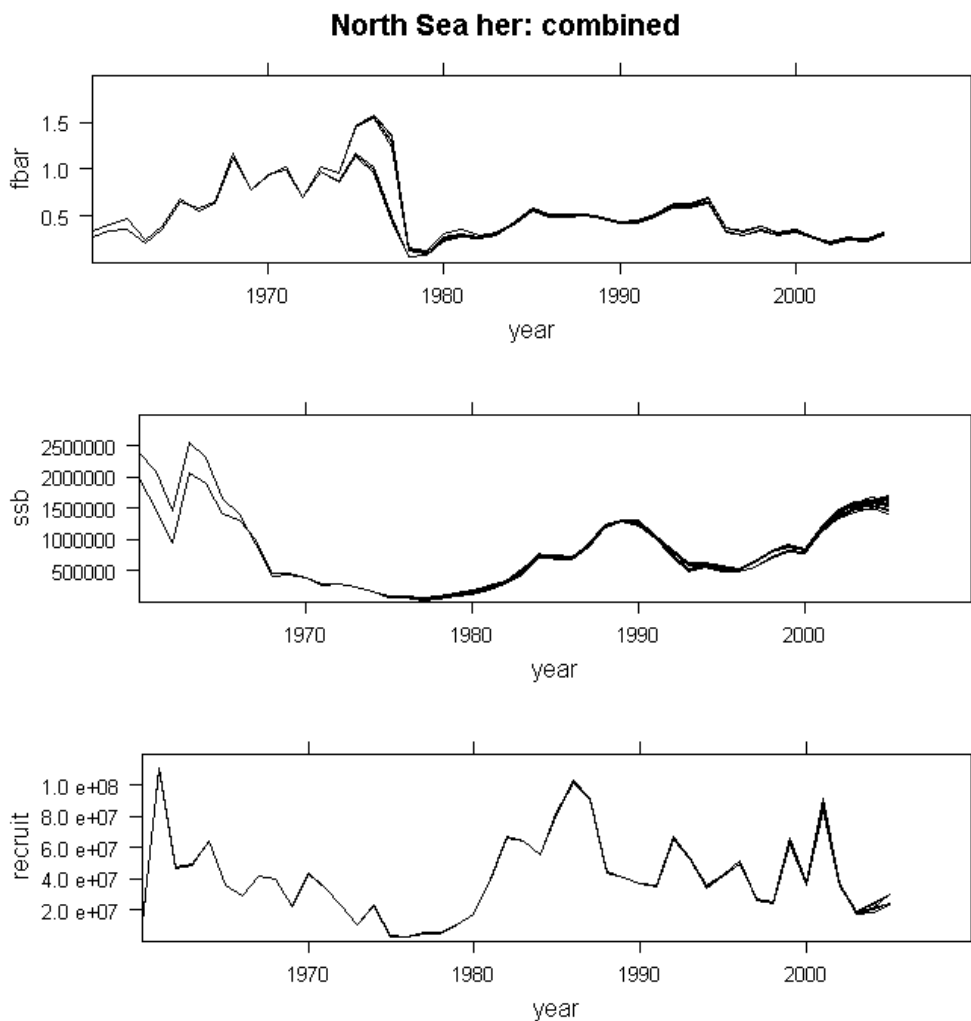 North Sea her: combined
fbar
1.5
1.0
0.5
1970 1980 1990 2000
year
ssb
2500000
2000000
1500000
1000000
500000
1970 1980 1990 2000
year
recruit
1.0 e+08
8.0 e+07
6.0 e+07
4.0 e+07
2.0 e+07
1970 1980 1990 2000
year